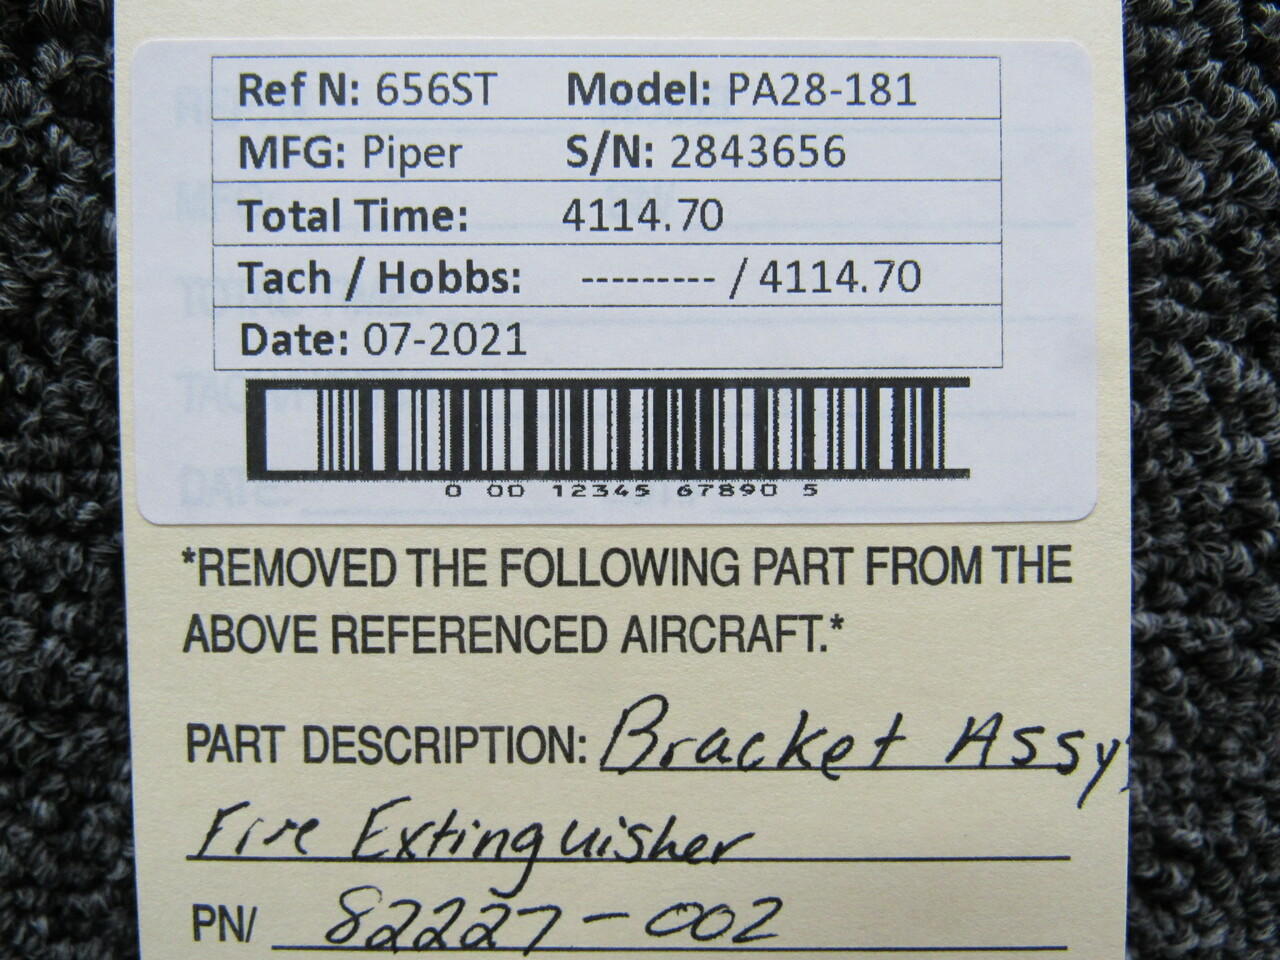 Ref N: 656ST Model: PA28-181
MFG: Piper S/N: 2843656
Total Time: 4114.70
Tach / Hobbs: --------- / 4114.70
Date: 07-2021
0 00 12345 67890 5
*REMOVED THE FOLLOWING PART FROM THE
ABOVE REFERENCED AIRCRAFT.*
PART DESCRIPTION: Bracket Assy,
Fire Extinguisher
PN/ 82227-002